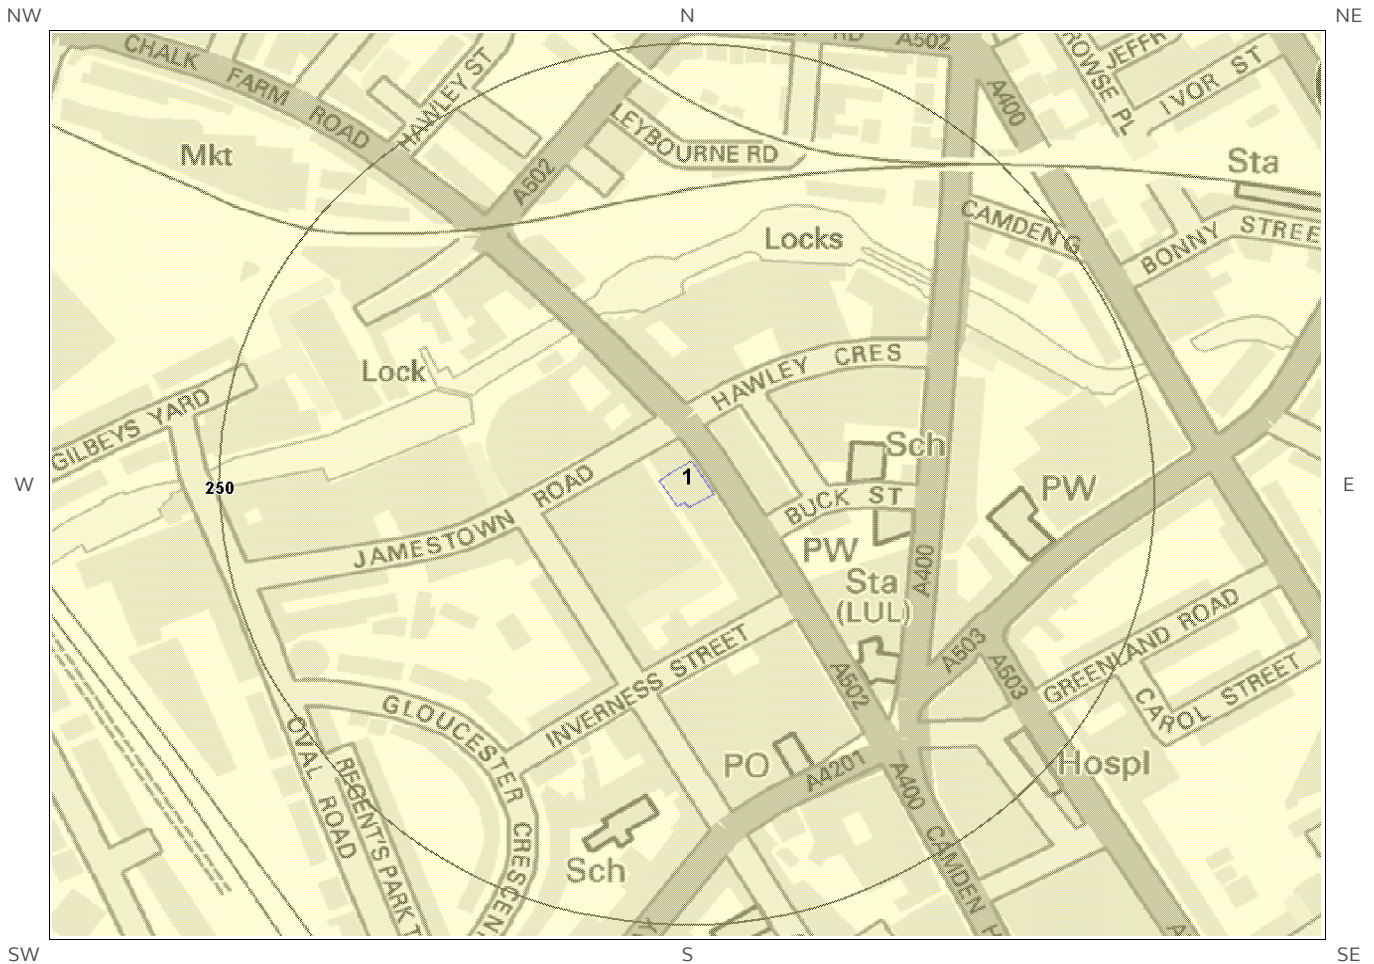 NW
N
NE
CHALK FARM ROAD
HAWLEY ST
RD
A502
A400
JEFFR
IVOR ST
ROWSE PL
Mkt
A502
LEYBOURNE RD
Sta
CAMDEN G
BONNY STREE
Locks
Lock
HAWLEY CRES
GILBEYS YARD
Sch
W
250
1
E
JAMESTOWN ROAD
BUCK ST
PW
PW
Sta
(LUL)
A400
INVERNESS STREET
A502
A503
A503
GREENLAND ROAD
CAROL STREET
GLOUCESTER CRESCEN
OVAL ROAD
REGENT'S PARK T
PO
A4201
A400
Hospl
CAMDEN H
Sch
A
SW
S
SE